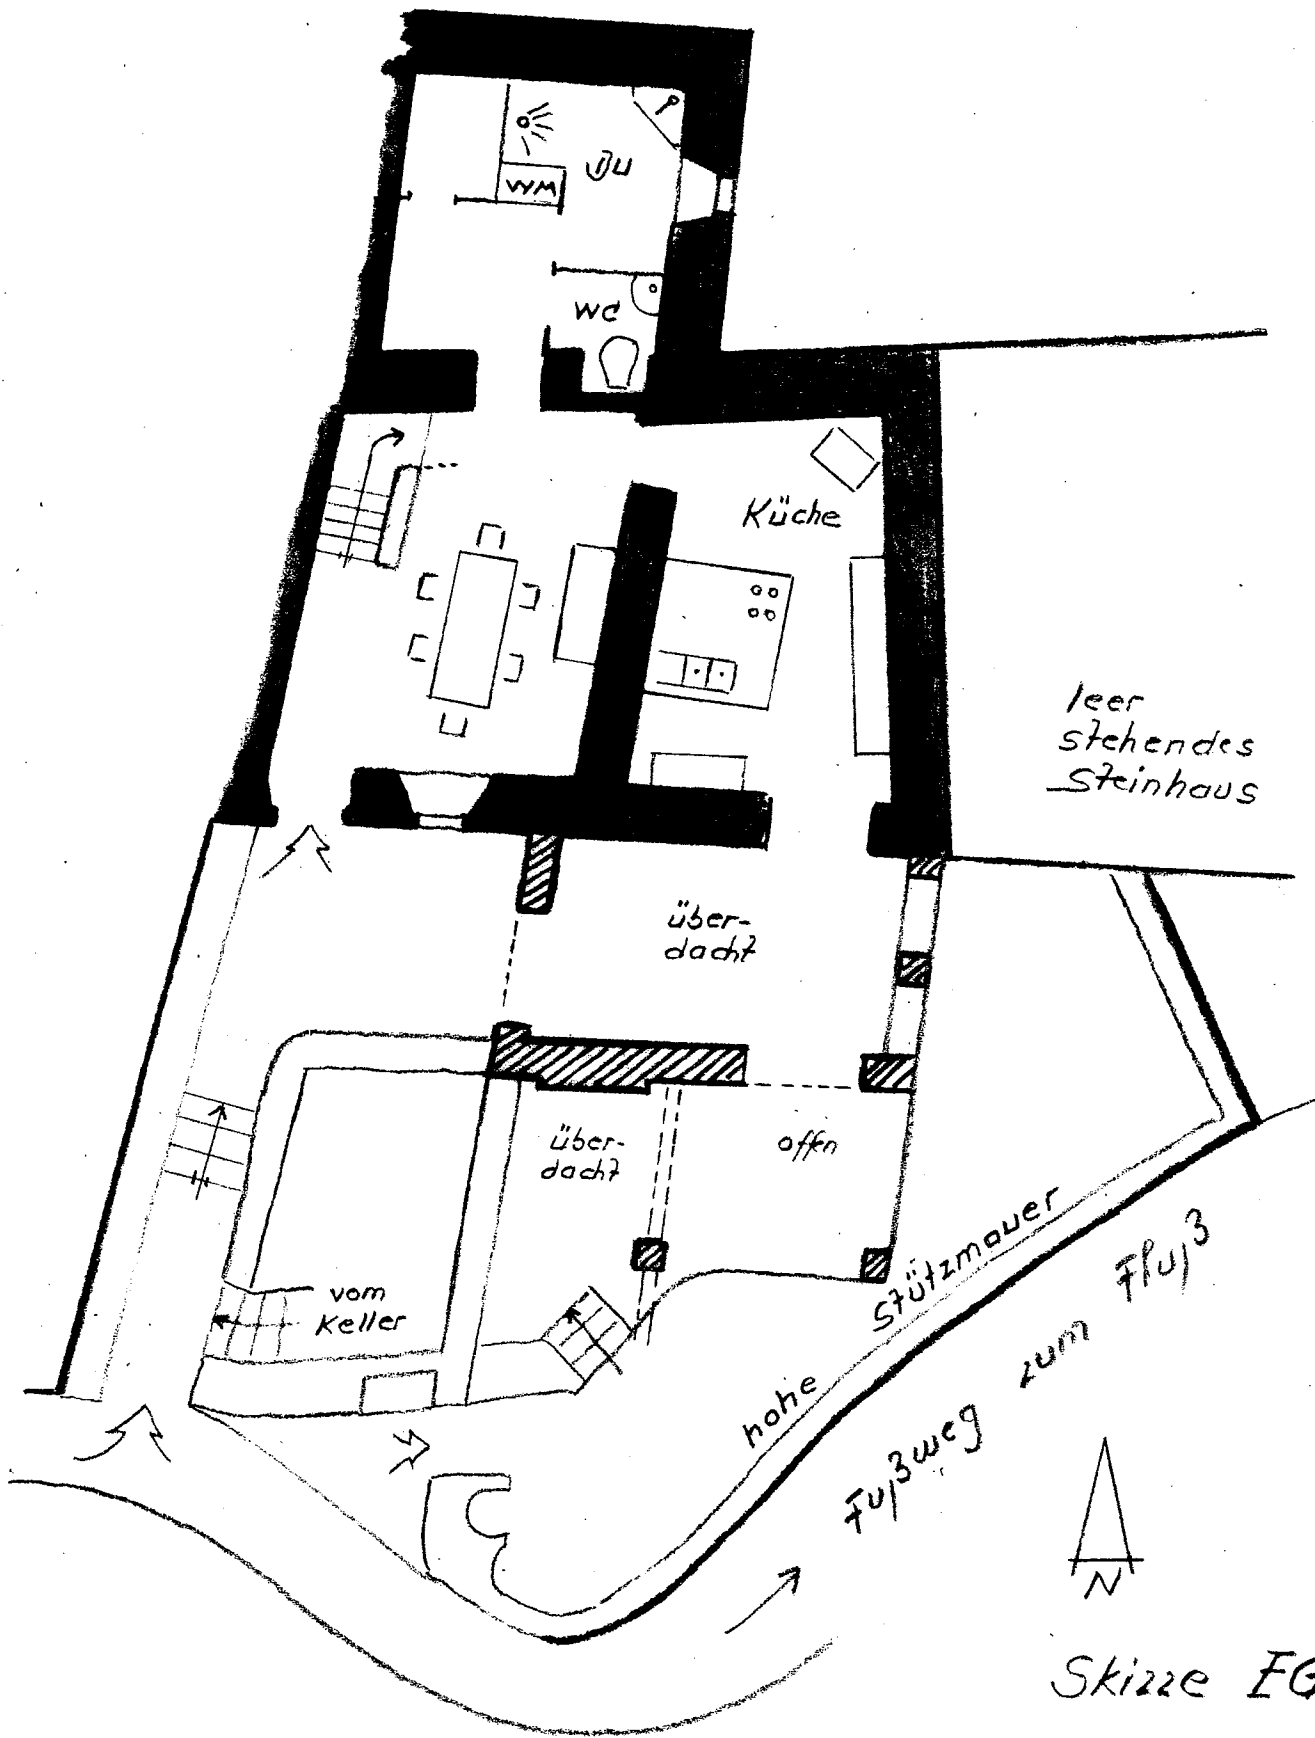 Du
WM
WC
Küche
leer
stehendes
Steinhaus
über-
dacht
über-
dacht
offen
vom
Keller
hohe Stützmauer
Fußweg zum Fluß
N
Skizze EG